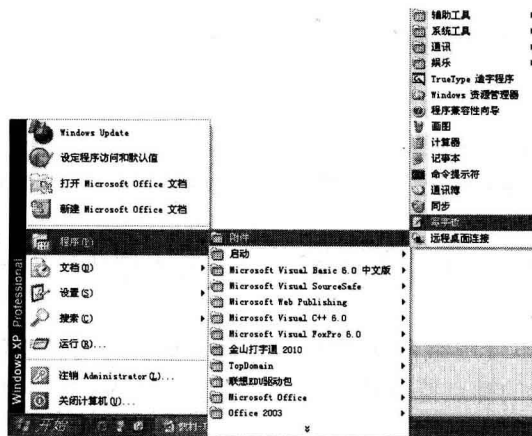 Windows Update
设定程序访问和默认值
打开 Microsoft Office 文档
新建 Microsoft Office 文档
程序(P)
文档(D)
设置(S)
搜索(C)
运行(R)...
注销 Administrator(L)...
关闭计算机(U)...
Windows XP Professional
开始
附件
启动
Microsoft Visual Basic 6.0 中文版
Microsoft Visual SourceSafe
Microsoft Web Publishing
Microsoft Visual C++ 6.0
Microsoft Visual FoxPro 6.0
金山打字通 2010
TopDomain
联想EDU驱动包
Microsoft Office
Office 2003
辅助工具
系统工具
通讯
娱乐
TrueType 造字程序
Windows 资源管理器
程序兼容性向导
画图
计算器
记事本
命令提示符
通讯簿
同步
写字板
远程桌面连接